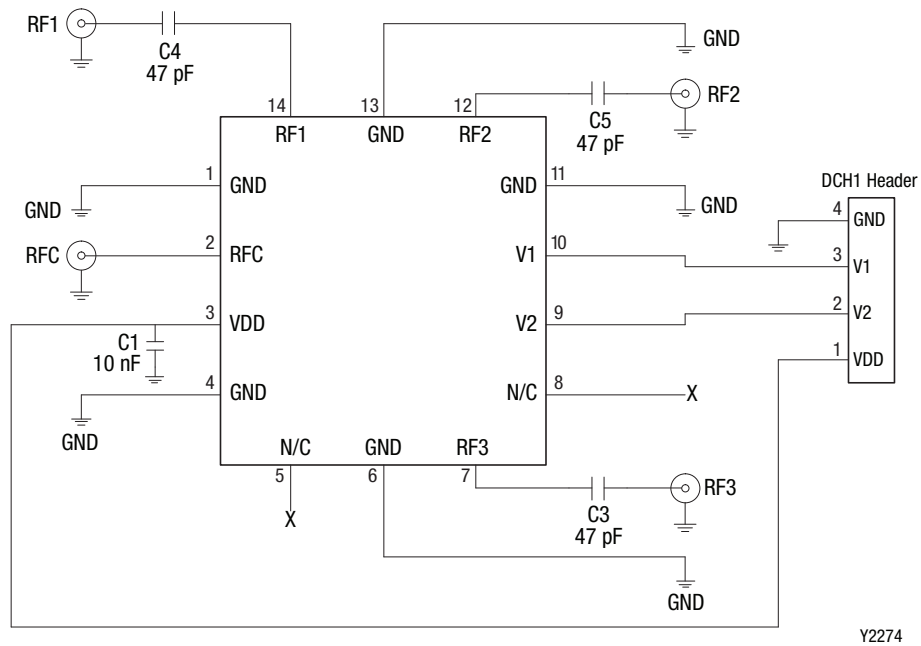 RF1
C4
47 pF
GND
RF2
C5
47 pF
14
13
12
RF1
GND
RF2
1
GND
GND
11
GND
GND
DCH1 Header
4
GND
RFC
2
RFC
V1
10
3
V1
3
VDD
V2
9
2
V2
C1
10 nF
1
VDD
4
GND
GND
N/C
8
X
N/C
GND
RF3
5
6
7
X
RF3
C3
47 pF
GND
Y2274